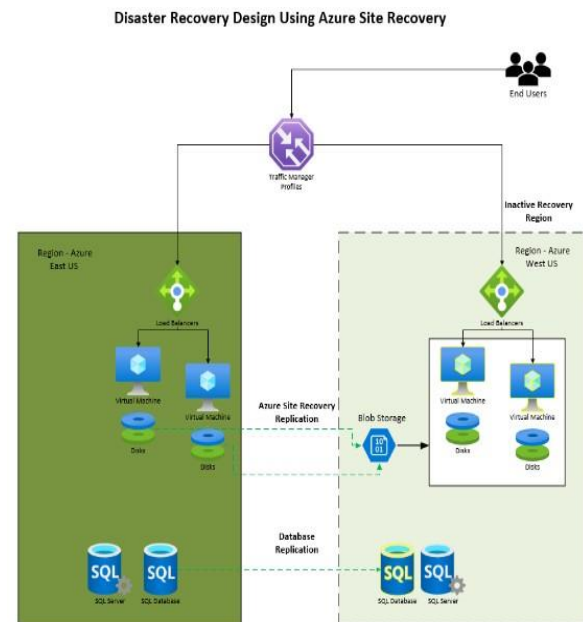 Disaster Recovery Design Using Azure Site Recovery
End Users
Traffic Manager
Profiles
Inactive Recovery
Region
Region - Azure
East US
Region - Azure
West US
Load Balancers
Load Balancers
Virtual Machine
Virtual Machine
Disks
Disks
Azure Site Recovery
Replication
Blob Storage
10
01
Virtual Machine
Virtual Machine
Disks
Disks
Database
Replication
SQL
SQL
SQL Server
SQL Database
SQL
SQL
SQL Database
SQL Server